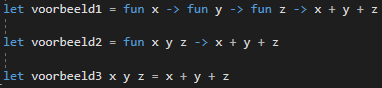 let voorbeeld1 = fun x -> fun y -> fun z -> x + y + z
let voorbeeld2 = fun x y z -> x + y + z
let voorbeeld3 x y z = x + y + z